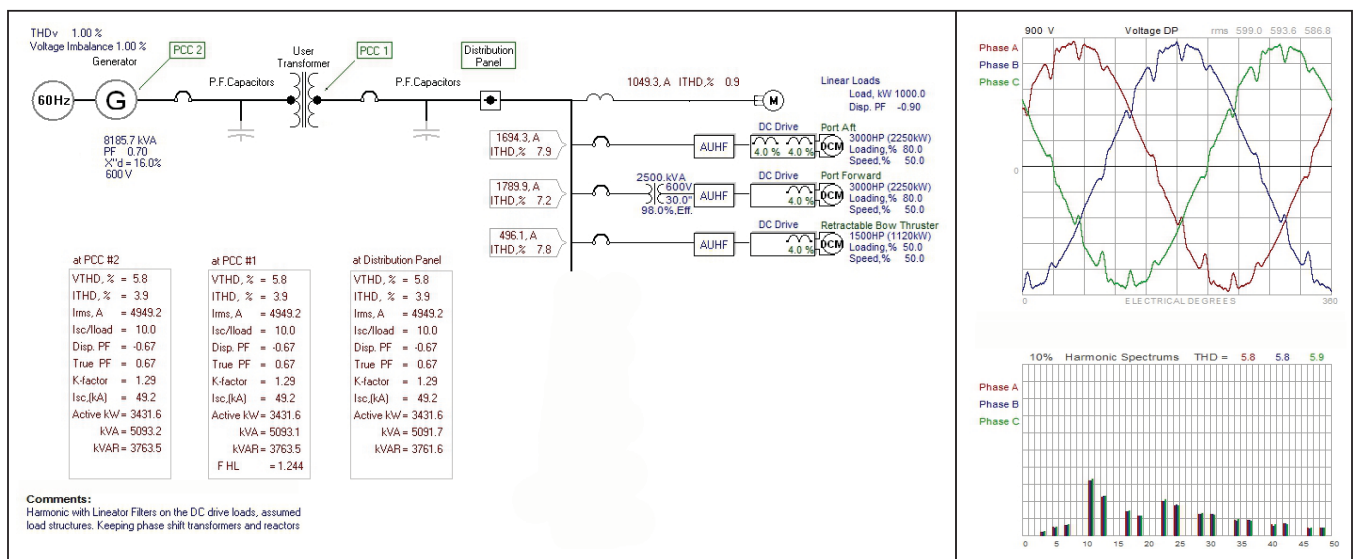 THDv 1.00 %
Voltage Imbalance 1.00 %
Generator
PCC 2
User
Transformer
PCC 1
Distribution
Panel
P.F.Capacitors
P.F.Capacitors
60Hz
G
8185.7 kVA
PF 0.70
X"d = 16.0%
600 V
1049.3, A ITHD,% 0.9
M
Linear Loads
Load, kW 1000.0
Disp. PF -0.90
1694.3, A
ITHD,% 7.9
AUHF
DC Drive
4.0 % 4.0 %
DCM
Port Aft
3000HP (2250kW)
Loading,% 80.0
Speed,% 50.0
1789.9, A
ITHD,% 7.2
2500.kVA
600V
30.0"
98.0%,Eff.
AUHF
DC Drive
4.0 %
DCM
Port Forward
3000HP (2250kW)
Loading,% 80.0
Speed,% 50.0
496.1, A
ITHD,% 7.8
AUHF
DC Drive
4.0 %
DCM
Retractable Bow Thruster
1500HP (1120kW)
Loading,% 50.0
Speed,% 50.0
at PCC #2
VTHD, % = 5.8
ITHD, % = 3.9
Irms, A = 4949.2
Isc/Iload = 10.0
Disp. PF = -0.67
True PF = 0.67
K-factor = 1.29
Isc,(kA) = 49.2
Active kW = 3431.6
kVA = 5093.2
kVAR = 3763.5
at PCC #1
VTHD, % = 5.8
ITHD, % = 3.9
Irms, A = 4949.2
Isc/Iload = 10.0
Disp. PF = -0.67
True PF = 0.67
K-factor = 1.29
Isc,(kA) = 49.2
Active kW = 3431.6
kVA = 5093.1
kVAR = 3763.5
F HL = 1.244
at Distribution Panel
VTHD, % = 5.8
ITHD, % = 3.9
Irms, A = 4949.2
Isc/Iload = 10.0
Disp. PF = -0.67
True PF = 0.67
K-factor = 1.29
Isc,(kA) = 49.2
Active kW = 3431.6
kVA = 5091.7
kVAR = 3761.6
Comments:
Harmonic with Lineator Filters on the DC drive loads, assumed
load structures. Keeping phase shift transformers and reactors
900 V Voltage DP rms 599.0 593.6 586.8
Phase A
Phase B
Phase C
0
0 ELECTRICAL DEGREES 360
10% Harmonic Spectrums THD = 5.8 5.8 5.9
Phase A
Phase B
Phase C
0 5 10 15 20 25 30 35 40 45 50